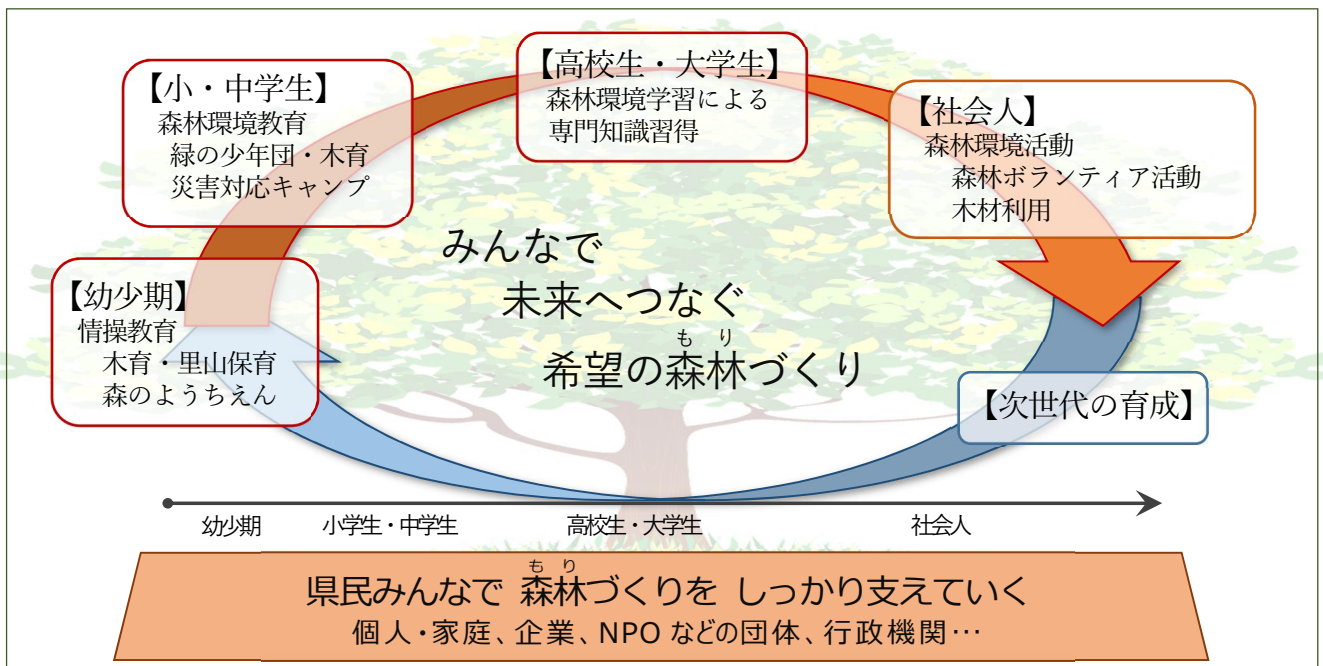 【高校生・大学生】
森林環境学習による
専門知識習得
【小・中学生】
森林環境教育
緑の少年団・木育
災害対応キャンプ
【社会人】
森林環境活動
森林ボランティア活動
木材利用
みんなで
未来へつなぐ
もり
希望の森林づくり
【幼少期】
情操教育
木育・里山保育
森のようちえん
【次世代の育成】
幼少期 小学生・中学生 高校生・大学生 社会人
もり
県民みんなで 森林づくりを しっかり支えていく
個人・家庭、企業、NPO などの団体、行政機関…